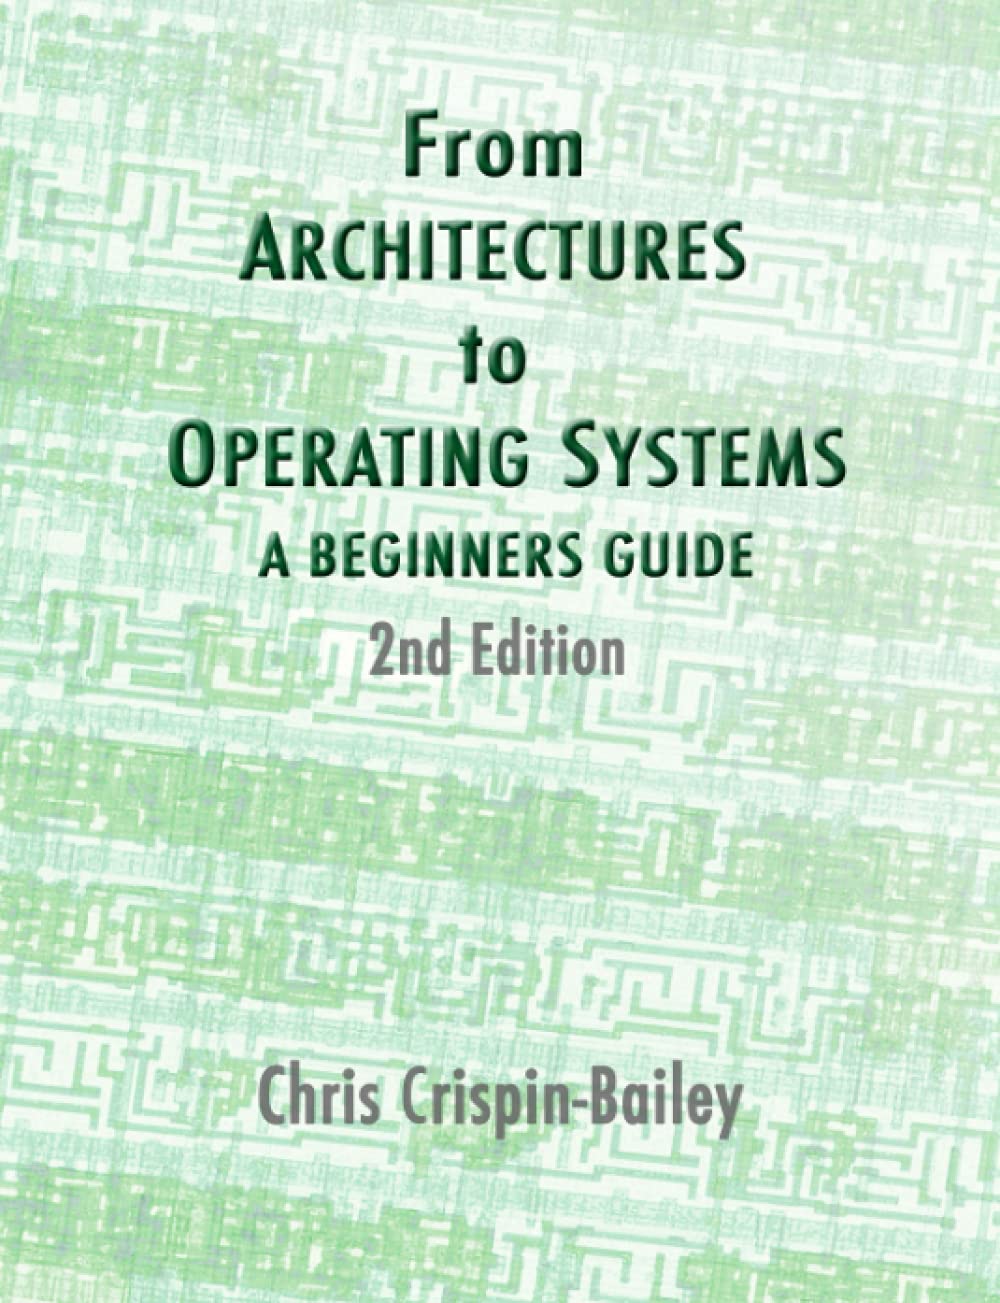 From
ARCHITECTURES
to
OPERATING SYSTEMS
A BEGINNERS GUIDE
2nd Edition
Chris Crispin-Bailey